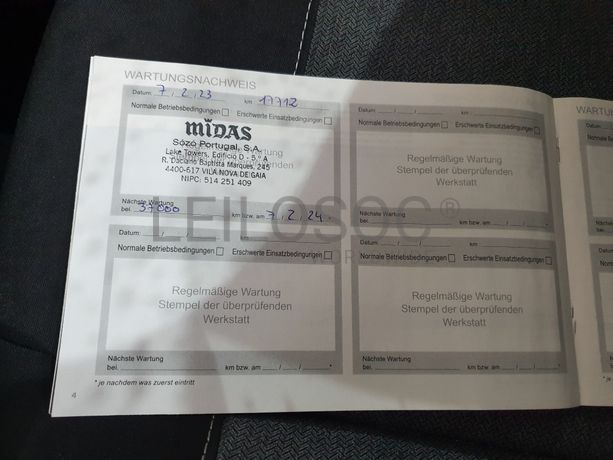 WARTUNGSNACHWEIS
Datum: 7.2.23 km 17712
Normale Betriebsbedingungen Erschwerte Einsatzbedingungen
MIDAS
Sózó Portugal, S.A.
Lake Towers, Edifício D - 5.º A
R. Daciano Baptista Marques, 245
4400-617 VILA NOVA DE GAIA
NIPC: 514 251 409
Nächste Wartung
bei 37000 km bzw. am 7.2.24.
Datum: / / km
Normale Betriebsbedingungen Erschwerte Einsatzbedingungen
Regelmäßige Wartung
Stempel der überprüfenden
Werkstatt
Nächste Wartung
bei km bzw. am / /
Datum: / / km
Normale Betriebsbedingungen Erschwerte Einsatzbedingungen
Regelmäßige Wartung
Stempel der überprüfenden
Werkstatt
Nächste Wartung
bei. km bzw. am / / *
Datum: / / km
Normale Betriebsbedingungen Erschwerte Einsatzbedingungen
Regelmäßige Wartung
Stempel der überprüfenden
Werkstatt
Nächste Wartung
bei. km bzw. am / / *
* je nachdem was zuerst eintritt
4
LEILOSOC®